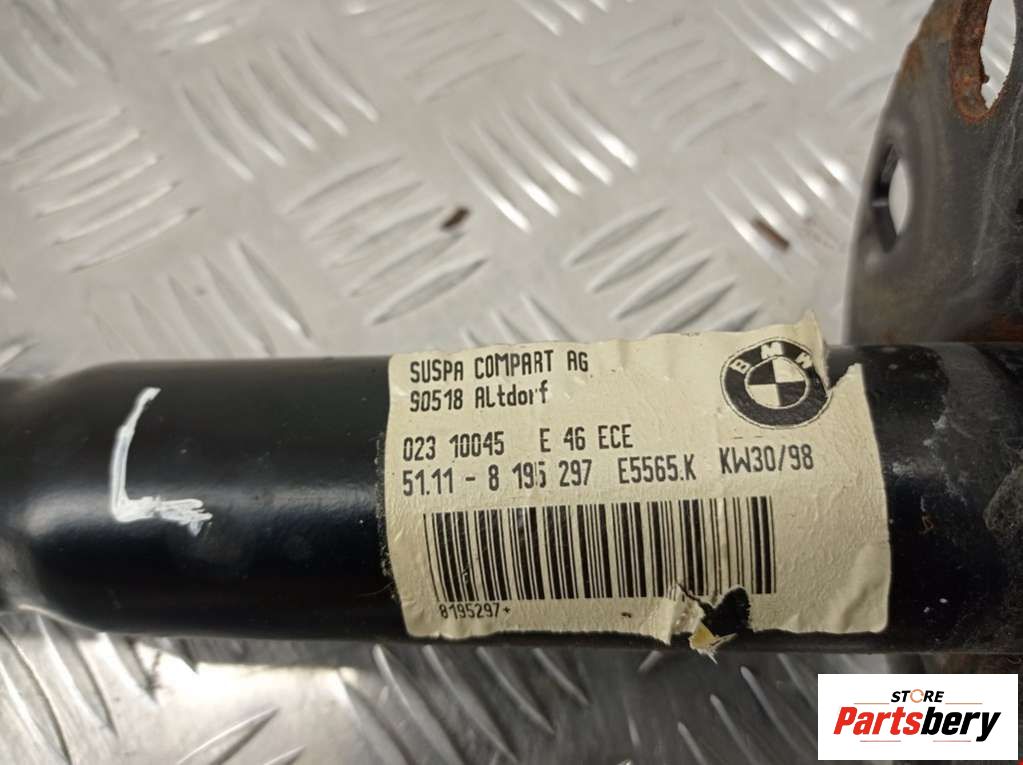 SUSPA COMPART AG
90518 Altdorf
BMW
023 10045 E 46 ECE
51.11 - 8 195 297 E5565.K KW30/98
8195297+
L
STORE
Partsbery